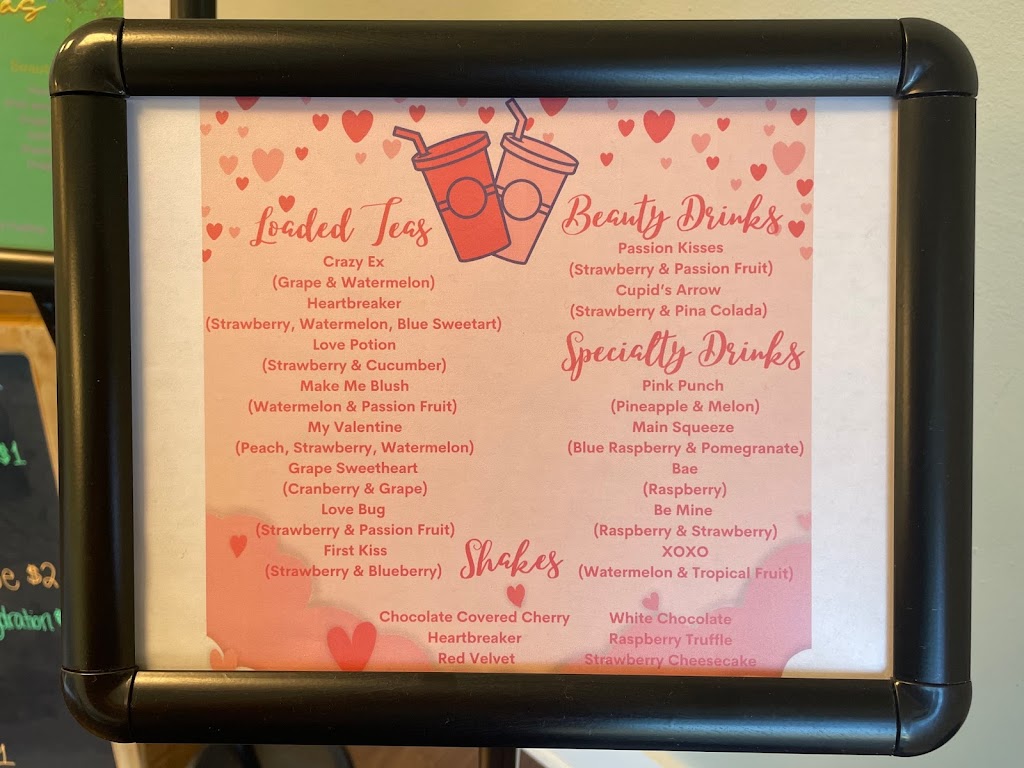 Loaded Teas
Crazy Ex
(Grape & Watermelon)
Heartbreaker
(Strawberry, Watermelon, Blue Sweetart)
Love Potion
(Strawberry & Cucumber)
Make Me Blush
(Watermelon & Passion Fruit)
My Valentine
(Peach, Strawberry, Watermelon)
Grape Sweetheart
(Cranberry & Grape)
Love Bug
(Strawberry & Passion Fruit)
First Kiss
(Strawberry & Blueberry)
Beauty Drinks
Passion Kisses
(Strawberry & Passion Fruit)
Cupid's Arrow
(Strawberry & Pina Colada)
Specialty Drinks
Pink Punch
(Pineapple & Melon)
Main Squeeze
(Blue Raspberry & Pomegranate)
Bae
(Raspberry)
Be Mine
(Raspberry & Strawberry)
XOXO
(Watermelon & Tropical Fruit)
Shakes
Chocolate Covered Cherry
Heartbreaker
Red Velvet
White Chocolate
Raspberry Truffle
Strawberry Cheesecake
$1
$2